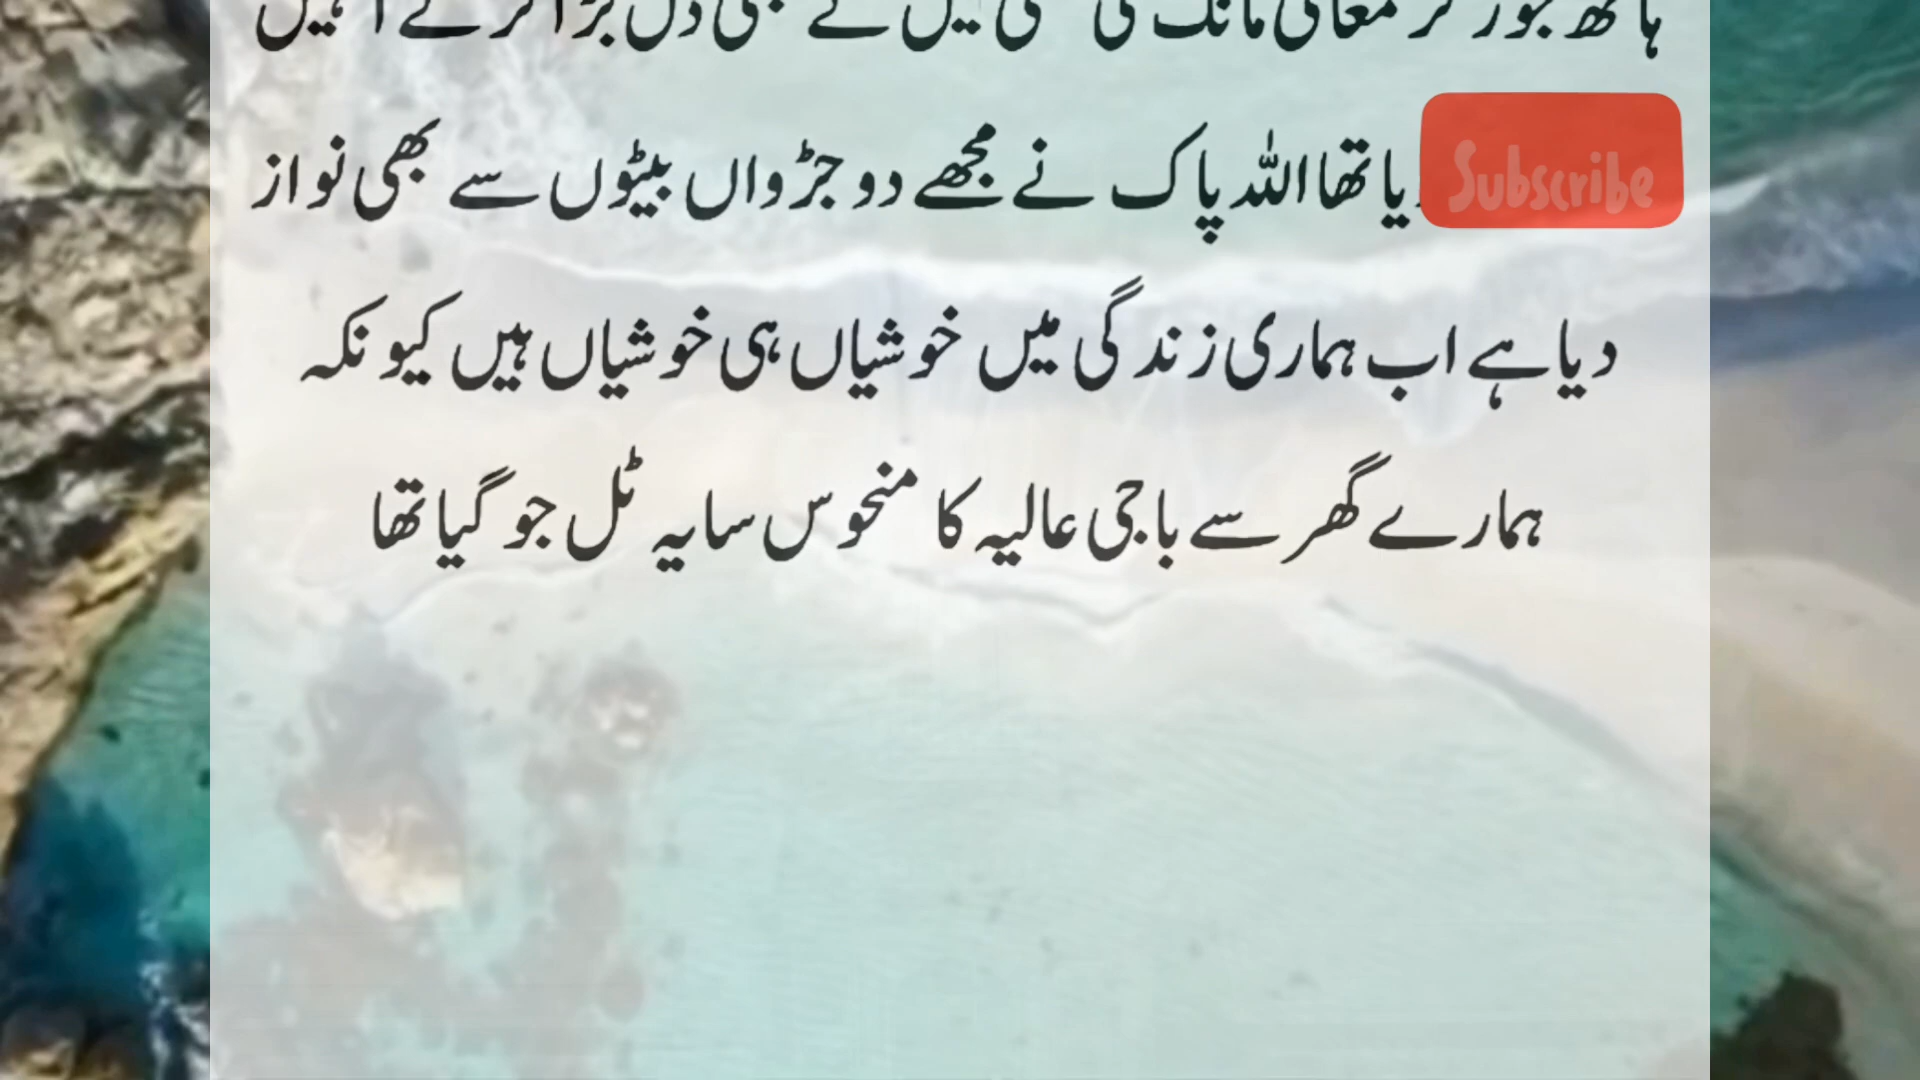 ہاتھ جوڑ کر معافی مانگ لی تھی میں نے بھی دل بڑا کر کے انہیں
Subscribe
یا تھا اللہ پاک نے مجھے دو جڑواں بیٹوں سے بھی نواز
دیا ہے اب ہماری زندگی میں خوشیاں ہی خوشیاں ہیں کیونکہ
ہمارے گھر سے باجی عالیہ کا منحوس سایہ ٹل جو گیا تھا